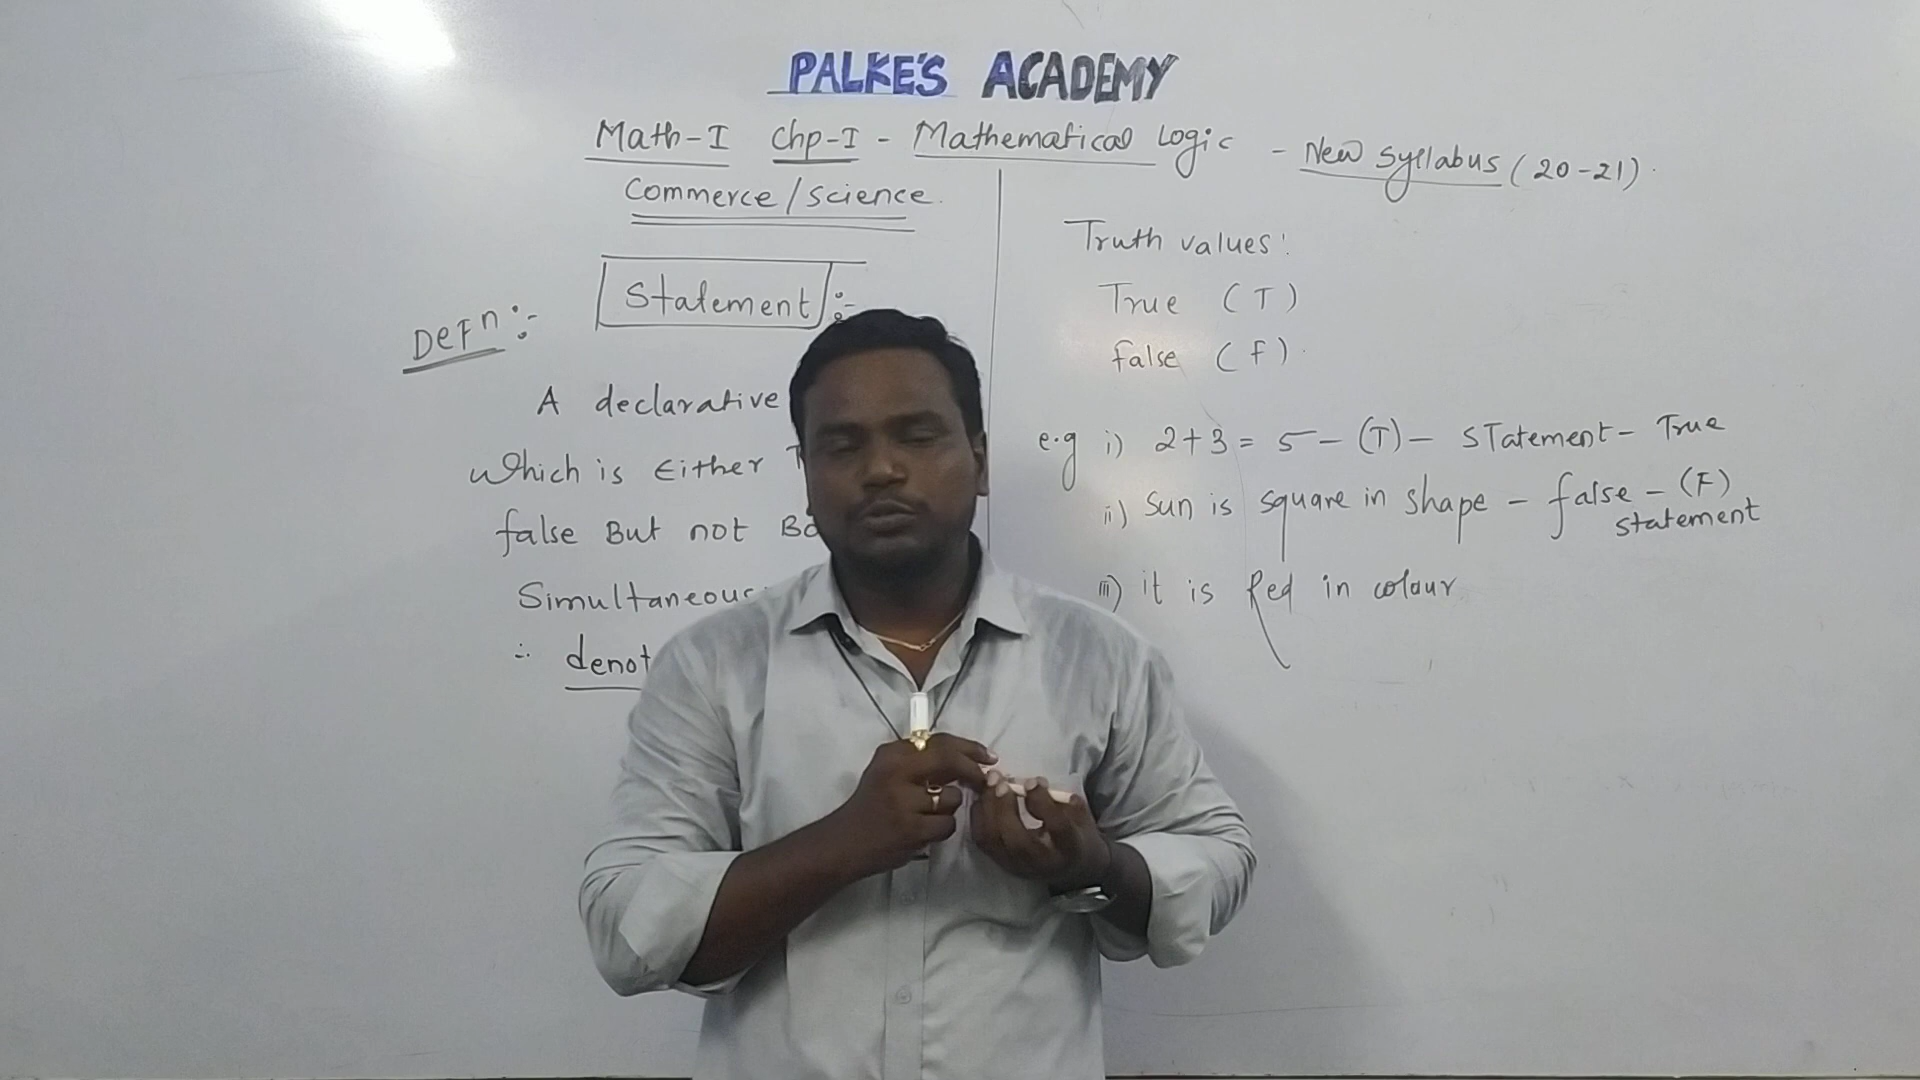 PALKE'S ACADEMY
Math-I Chp-I - Mathematical Logic - New Syllabus (20-21).
Commerce/science.
Statement :-
Defn :-
A declarative
Which is Either
false But not
Simultaneous
∴ denot
Truth values:
True (T)
false (F).
e.g i) 2+3 = 5 - (T) - STatement - True
ii) Sun is square in shape - false - (F)
statement
iii) it is Red in colour